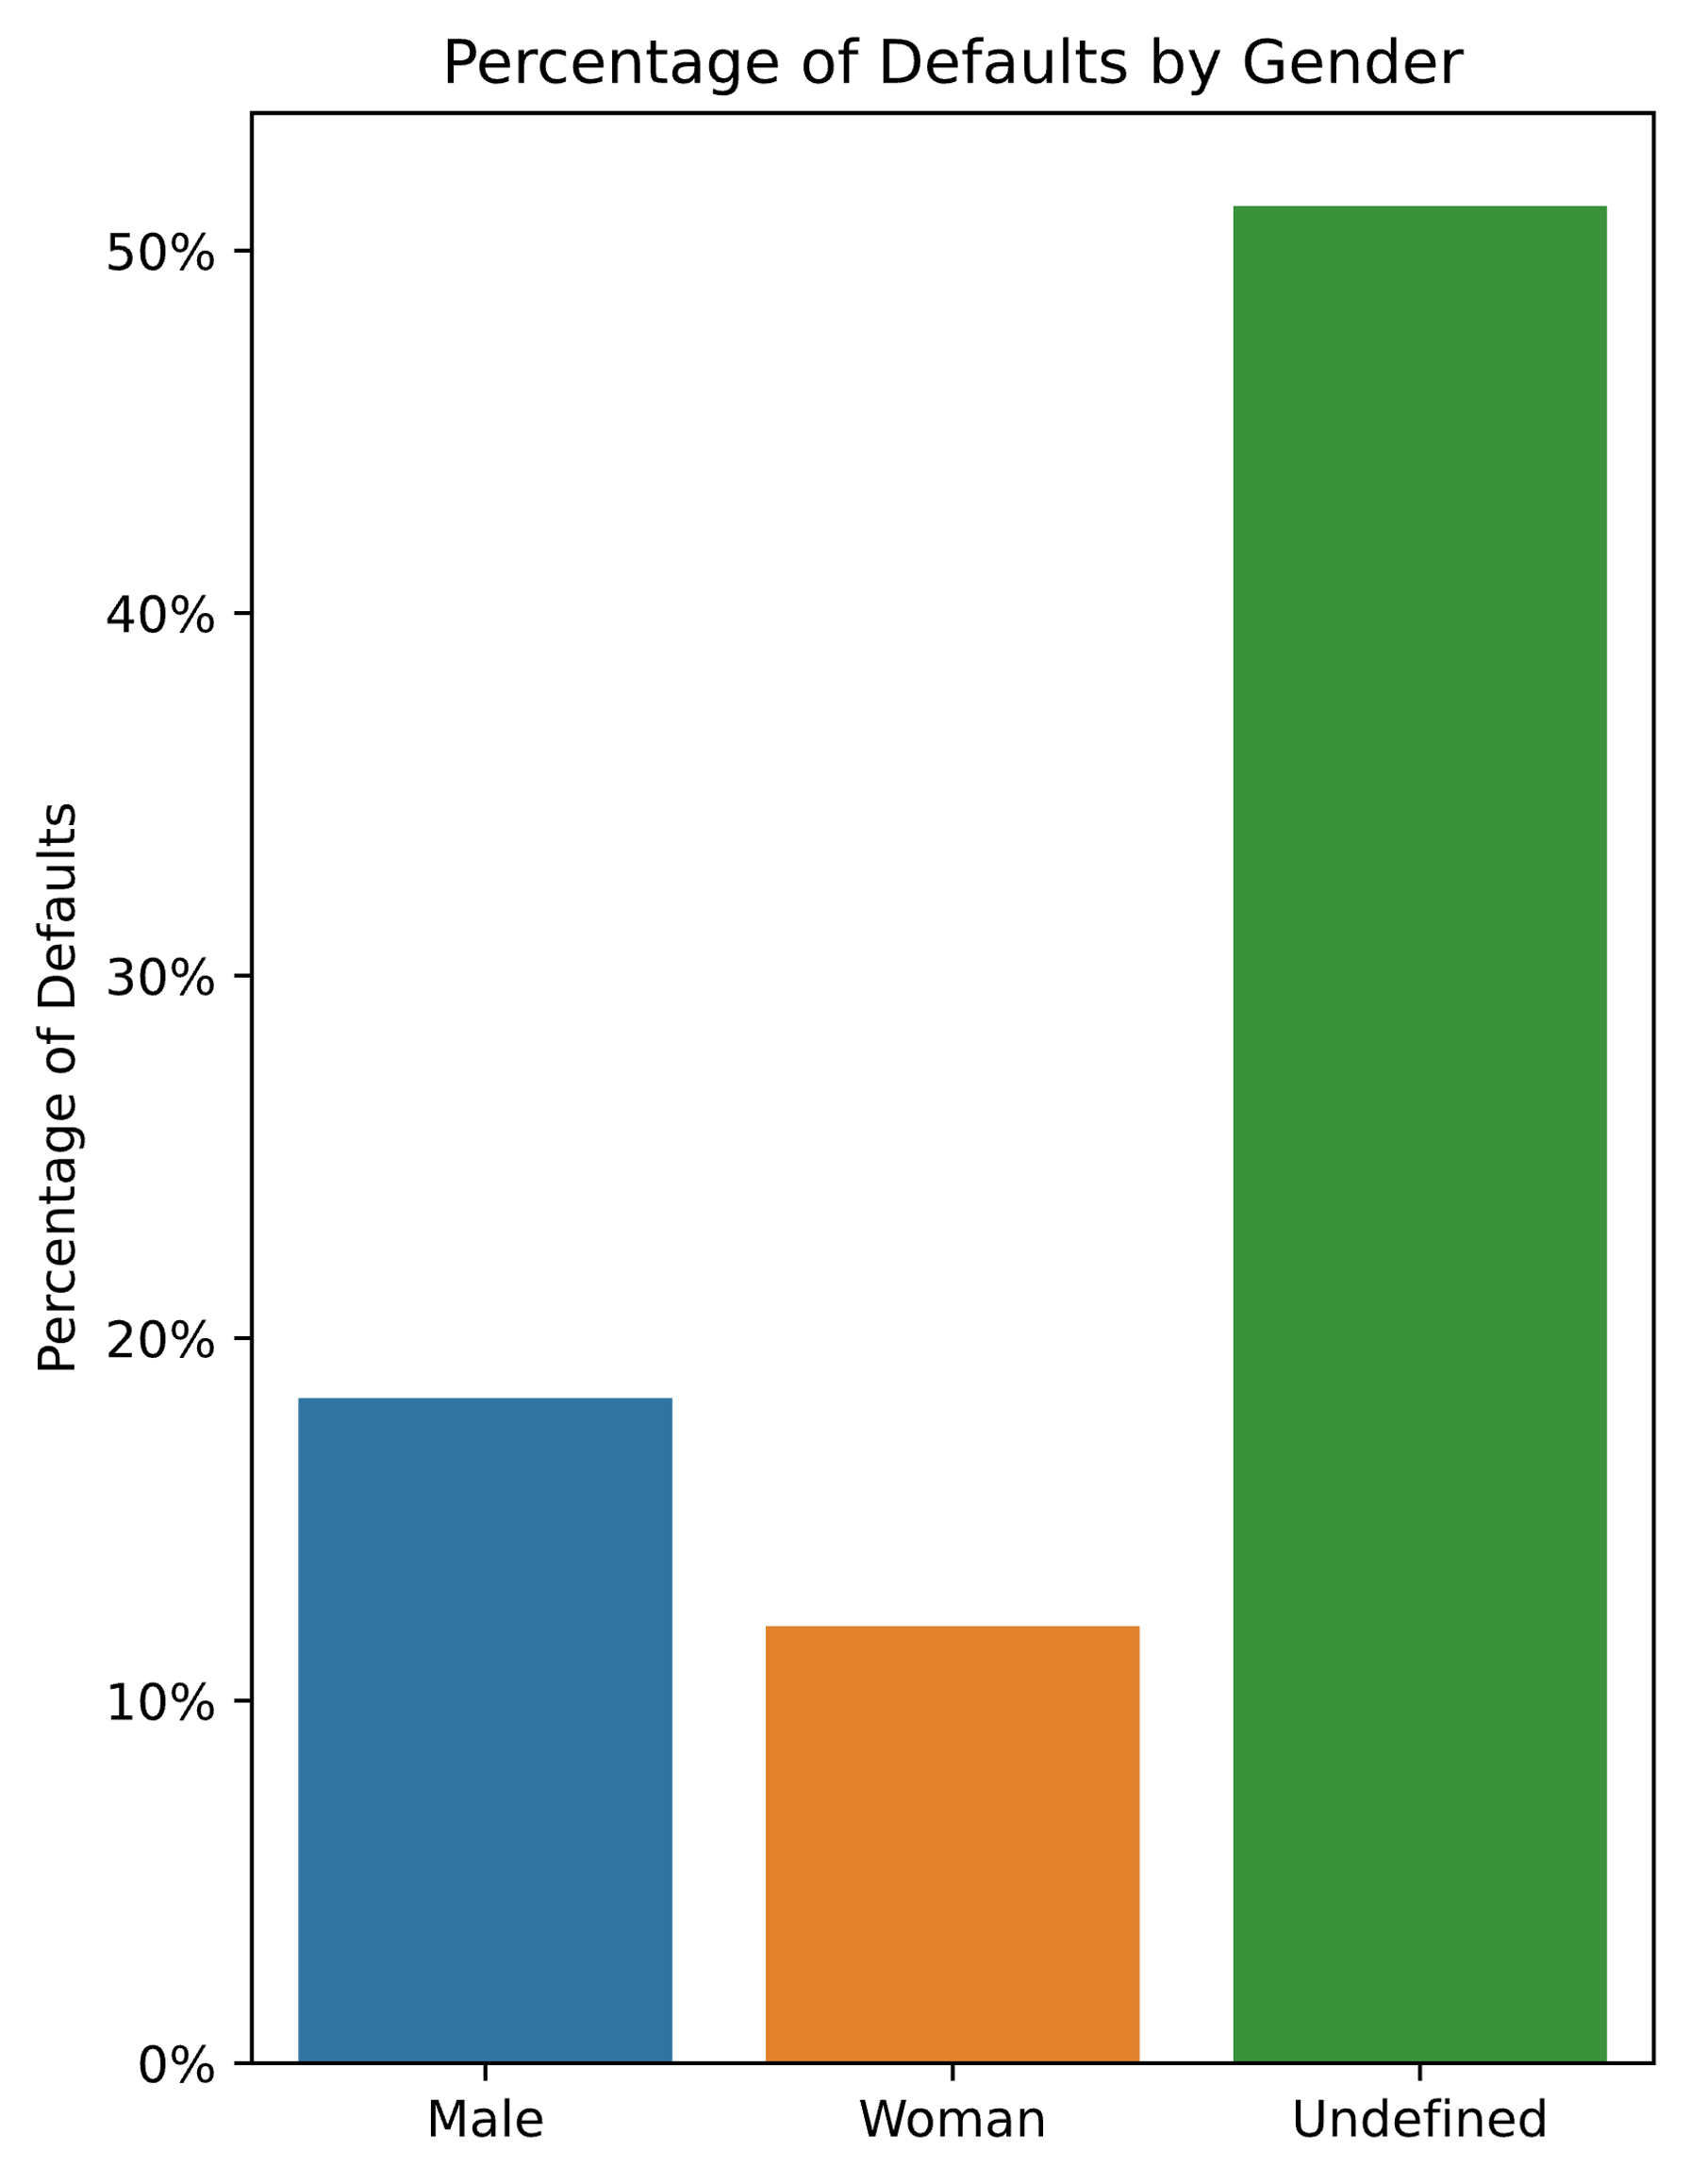 Percentage of Defaults by Gender
Percentage of Defaults
50%
40%
30%
20%
10%
0%
Male
Woman
Undefined